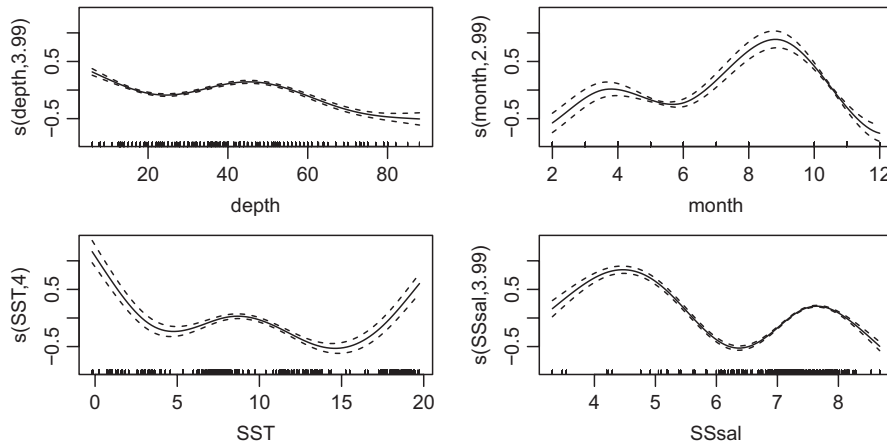 s(depth,3.99)
0.5
−0.5
20 40 60 80
depth
s(month,2.99)
0.5
−0.5
2 4 6 8 10 12
month
s(SST,4)
0.5
−0.5
0 5 10 15 20
SST
s(SSsal,3.99)
0.5
−0.5
4 5 6 7 8
SSsal